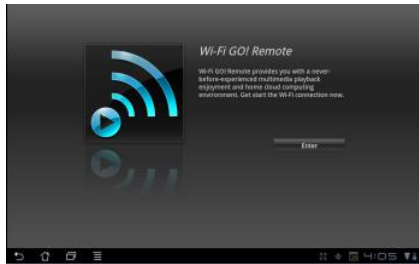 Wi-Fi GO! Remote
Wi-Fi GO! Remote provides you with a never-
before-experienced multimedia playback
enjoyment and home cloud computing
environment. Get start the Wi-Fi connection now.
Enter
4:05